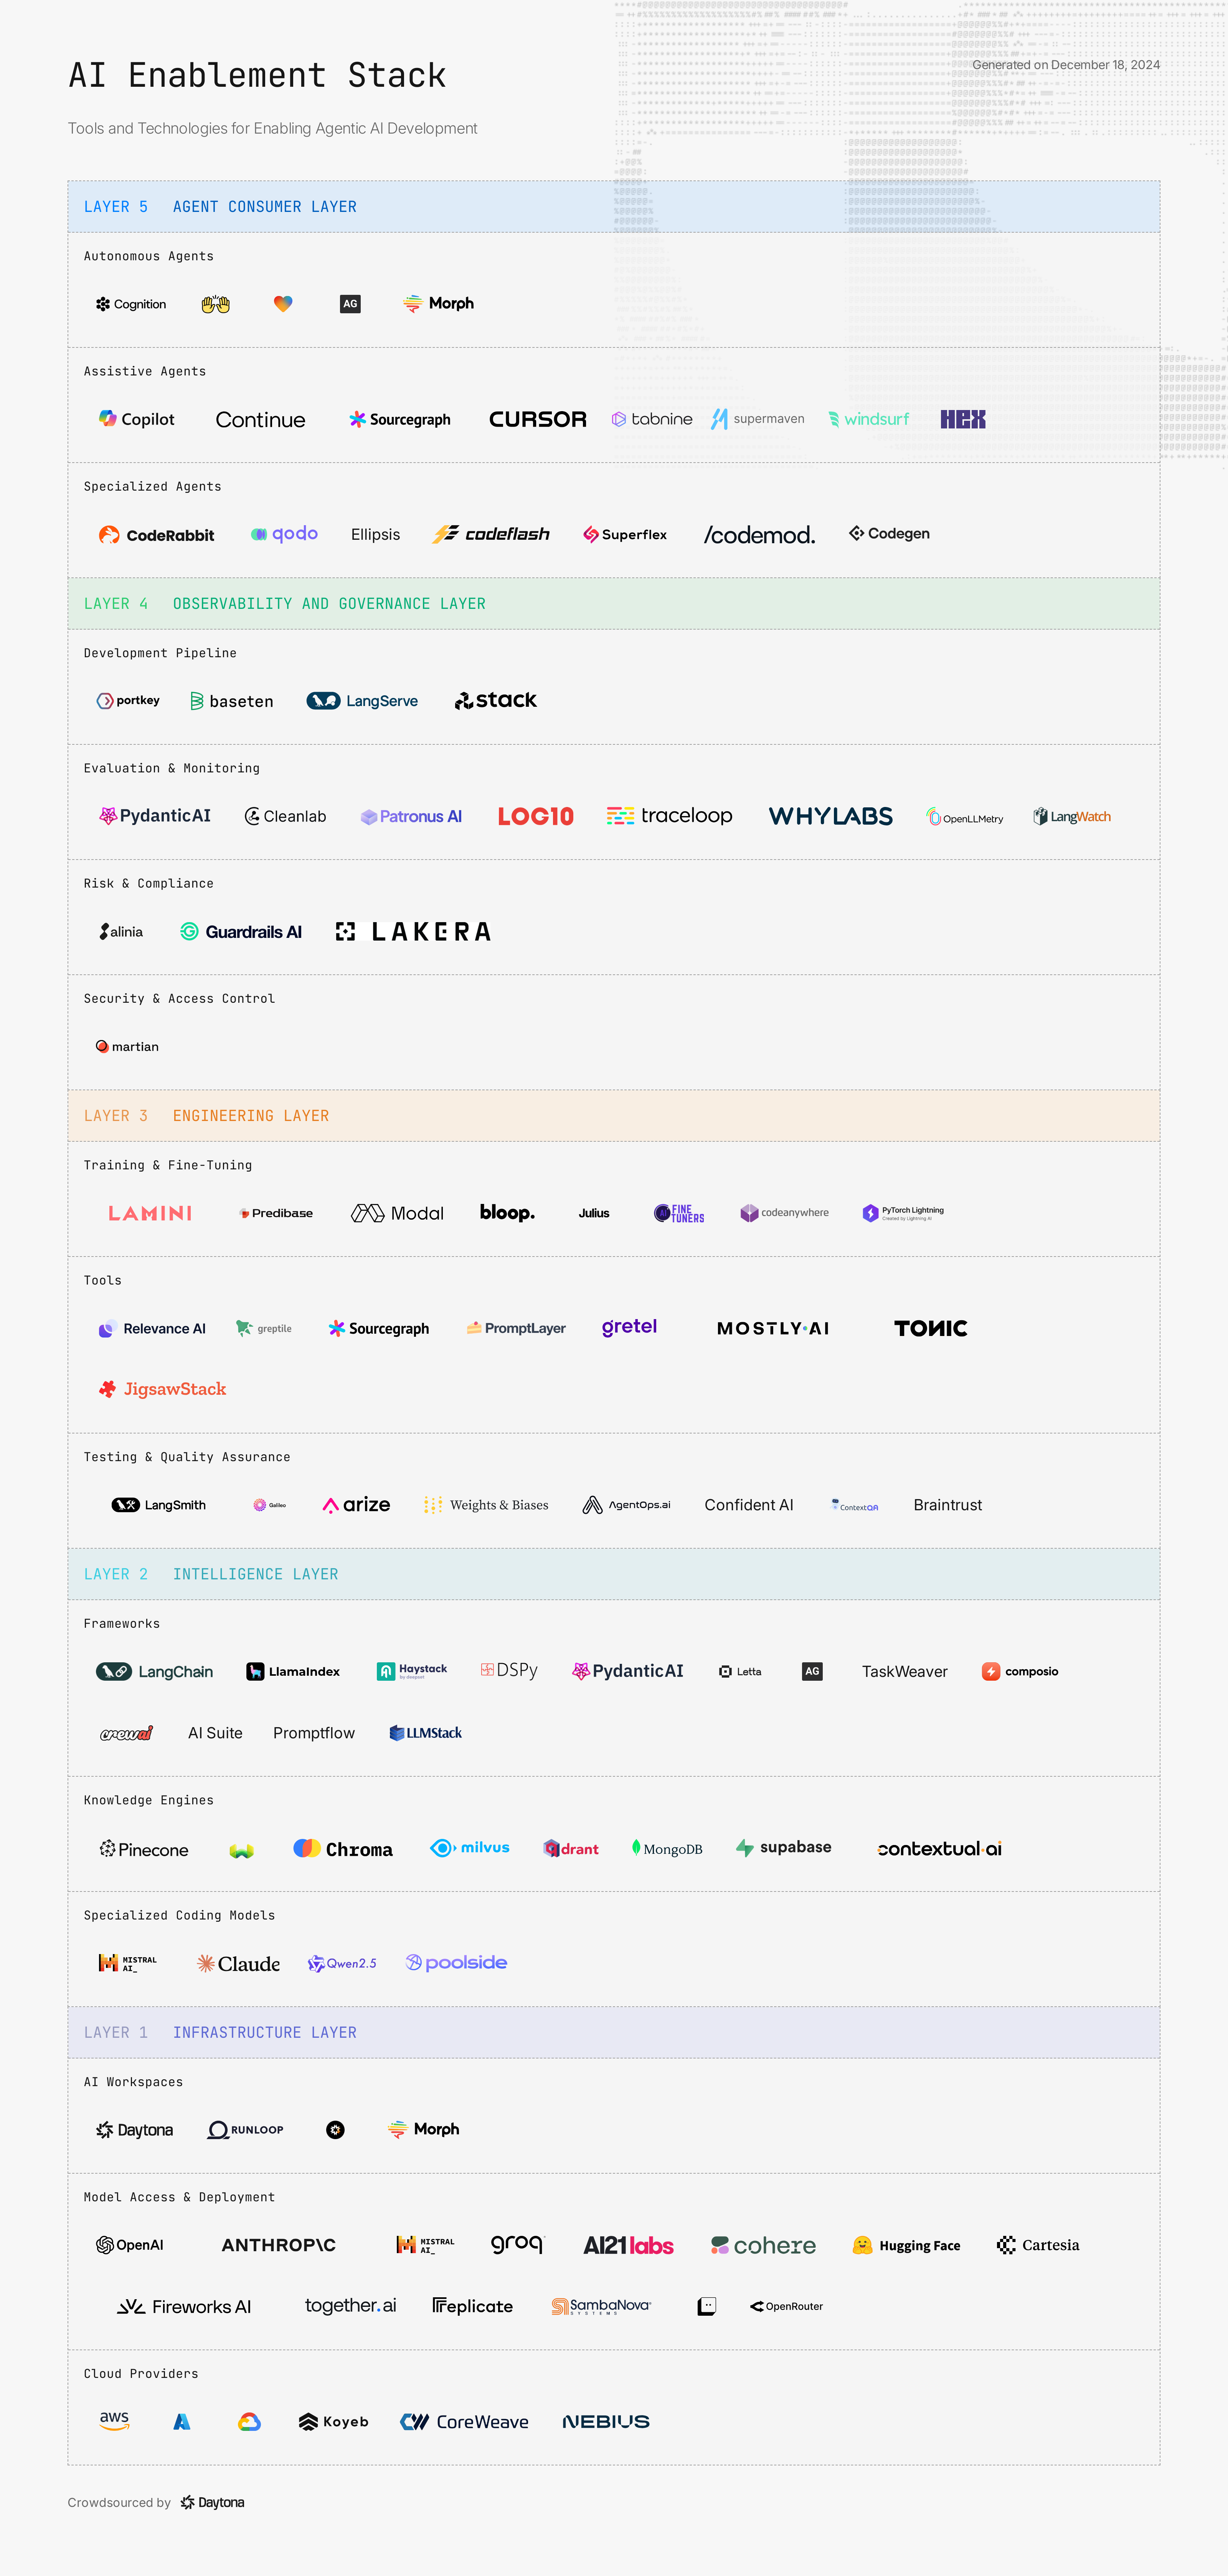 AI Enablement Stack
Generated on December 18, 2024
Tools and Technologies for Enabling Agentic AI Development
LAYER 5 AGENT CONSUMER LAYER
Autonomous Agents
Cognition AG Morph
Assistive Agents
Copilot Continue Sourcegraph CURSOR tabnine supermaven windsurf HEX
Specialized Agents
CodeRabbit qodo Ellipsis codeflash Superflex /codemod. Codegen
LAYER 4 OBSERVABILITY AND GOVERNANCE LAYER
Development Pipeline
portkey baseten LangServe stack
Evaluation & Monitoring
PydanticAI Cleanlab Patronus AI LOG10 traceloop WHYLABS OpenLLMetry LangWatch
Risk & Compliance
alinia Guardrails AI LAKERA
Security & Access Control
martian
LAYER 3 ENGINEERING LAYER
Training & Fine-Tuning
LAMINI Predibase Modal bloop. Julius AI FINE TUNERS codeanywhere PyTorch Lightning
Created by Lightning AI
Tools
Relevance AI greptile Sourcegraph PromptLayer gretel MOSTLY·AI TONIC
JigsawStack
Testing & Quality Assurance
LangSmith Galileo arize Weights & Biases AgentOps.ai Confident AI ContextQA Braintrust
LAYER 2 INTELLIGENCE LAYER
Frameworks
LangChain LlamaIndex Haystack by deepset DSPy PydanticAI Letta AG TaskWeaver composio
crewai AI Suite Promptflow LLMStack
Knowledge Engines
Pinecone Chroma milvus qdrant MongoDB supabase contextual·ai
Specialized Coding Models
MISTRAL AI_ Claude Qwen2.5 poolside
LAYER 1 INFRASTRUCTURE LAYER
AI Workspaces
Daytona RUNLOOP Morph
Model Access & Deployment
OpenAI ANTHROP\C MISTRAL AI_ groq AI21labs cohere Hugging Face Cartesia
Fireworks AI together.ai Replicate SambaNova SYSTEMS OpenRouter
Cloud Providers
aws Koyeb CoreWeave NEBIUS
Crowdsourced by Daytona